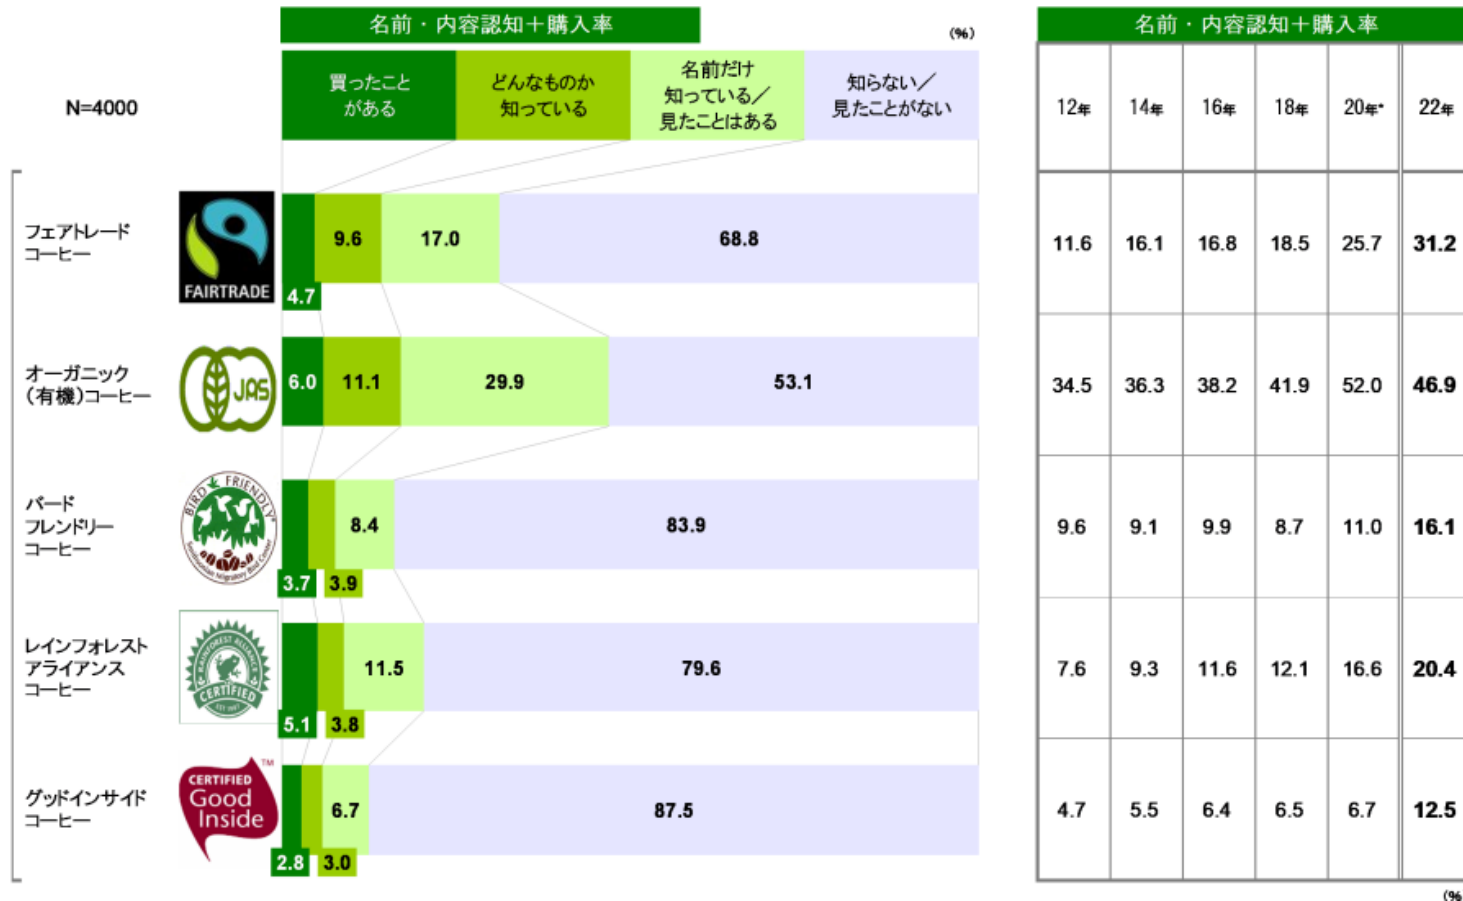 名前・内容認知＋購入率
(%)
名前・内容認知＋購入率
N=4000
買ったこと
がある
どんなものか
知っている
名前だけ
知っている／
見たことはある
知らない／
見たことがない
12年
14年
16年
18年
20年*
22年
フェアトレード
コーヒー
FAIRTRADE
4.7
9.6
17.0
68.8
11.6
16.1
16.8
18.5
25.7
31.2
オーガニック
（有機）コーヒー
JAS
6.0
11.1
29.9
53.1
34.5
36.3
38.2
41.9
52.0
46.9
バード
フレンドリー
コーヒー
BIRD FRIENDLY®
Smithsonian Migratory Bird Center
3.7
3.9
8.4
83.9
9.6
9.1
9.9
8.7
11.0
16.1
レインフォレスト
アライアンス
コーヒー
RAINFOREST ALLIANCE
CERTIFIED
EST 1987
5.1
3.8
11.5
79.6
7.6
9.3
11.6
12.1
16.6
20.4
グッドインサイド
コーヒー
CERTIFIED
Good
Inside
TM
2.8
3.0
6.7
87.5
4.7
5.5
6.4
6.5
6.7
12.5
(%